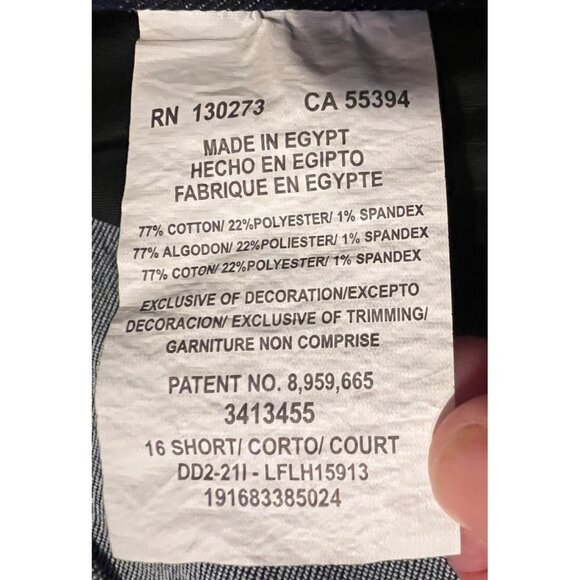 RN 130273 CA 55394
MADE IN EGYPT
HECHO EN EGIPTO
FABRIQUE EN EGYPTE
77% COTTON/ 22%POLYESTER/ 1% SPANDEX
77% ALGODON/ 22% POLIESTER/ 1% SPANDEX
77% COTON/ 22%POLYESTER/ 1% SPANDEX
EXCLUSIVE OF DECORATION/EXCEPTO
DECORACION/ EXCLUSIVE OF TRIMMING/
GARNITURE NON COMPRISE
PATENT NO. 8,959,665
3413455
16 SHORT/ CORTO/ COURT
DD2-21I - LFLH15913
191683385024